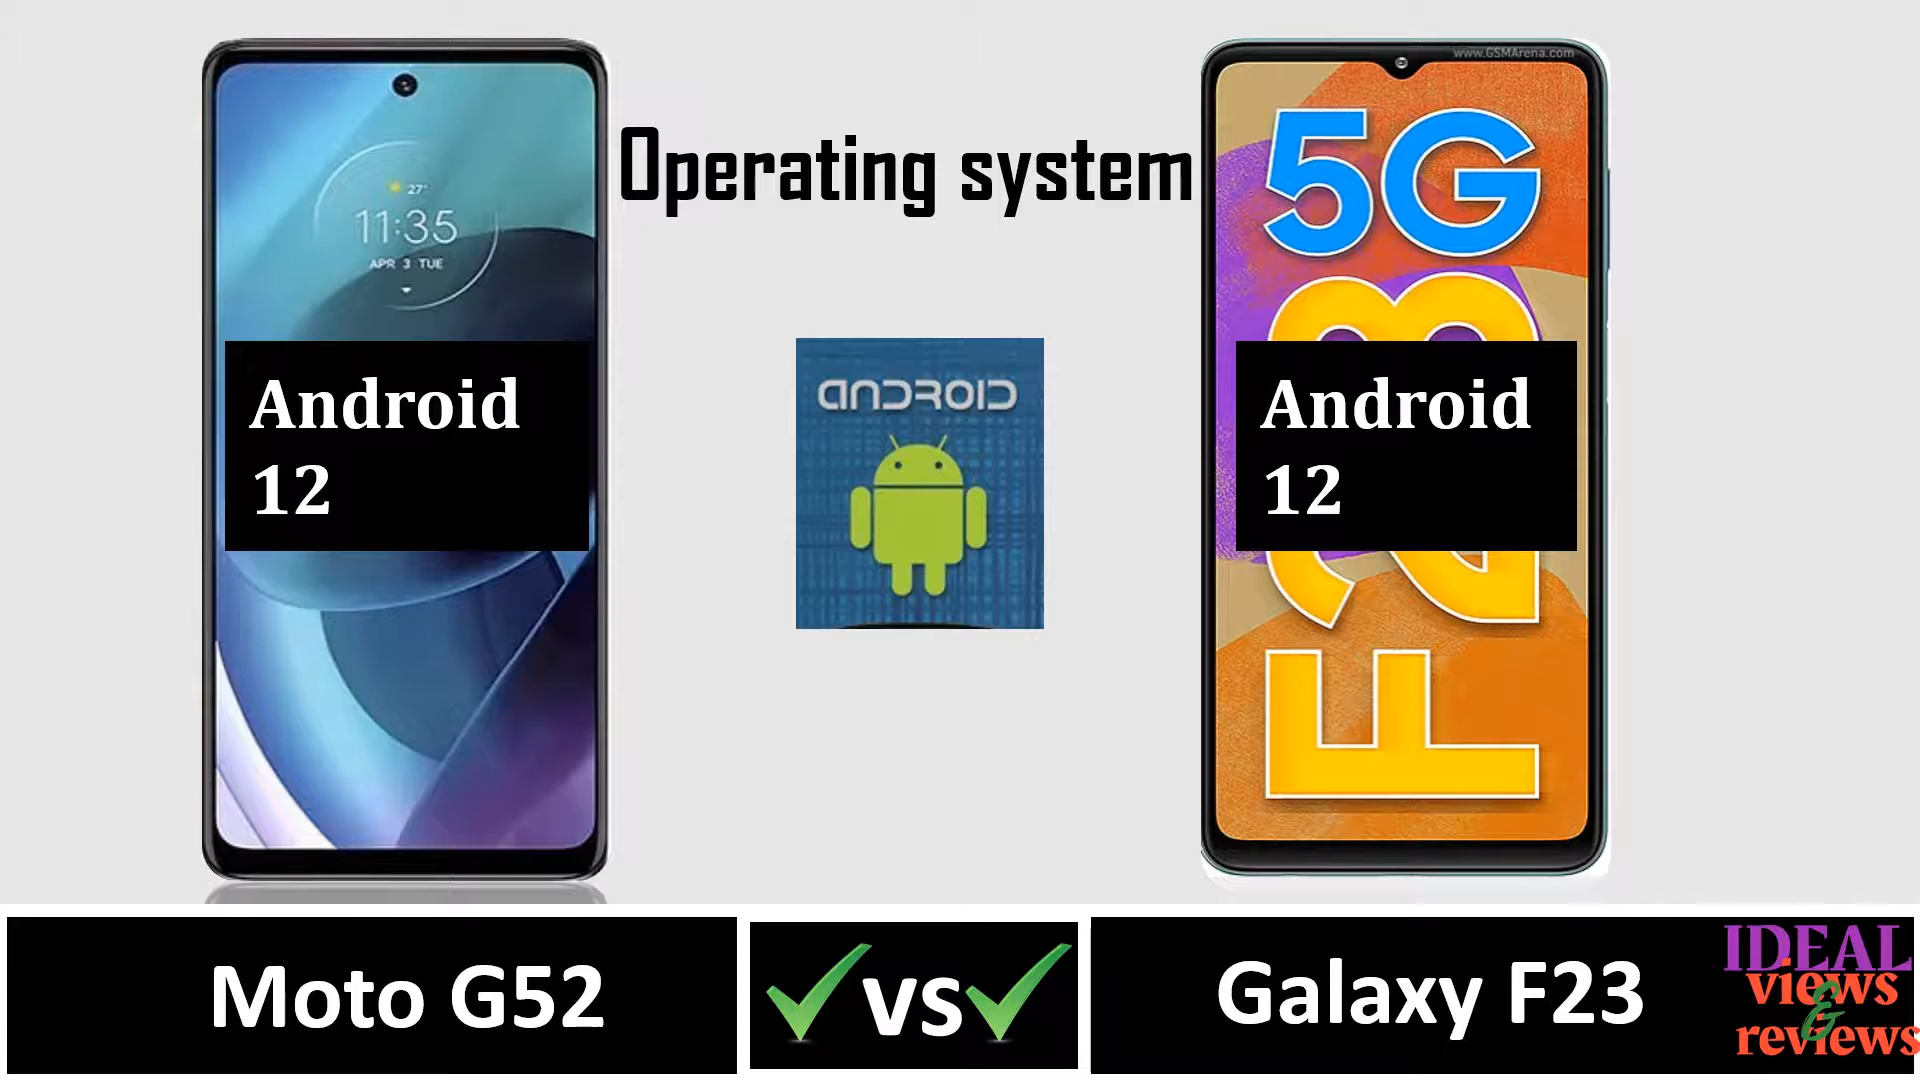 www.GSMArena.com
27°
11:35
APR 3 TUE
Operating system
5G
F23
ANDROID
Android
12
Android
12
Moto G52
VS
Galaxy F23
IDEAL
views
&
reviews